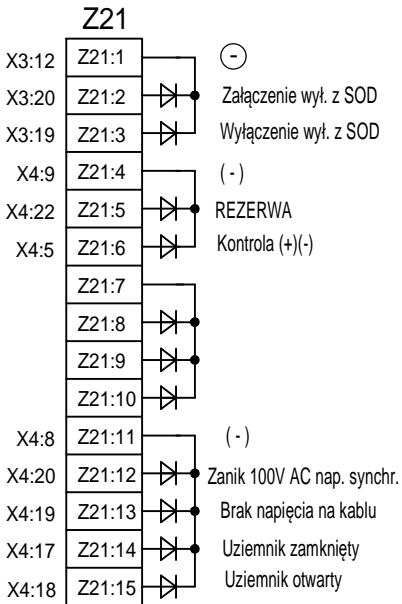 Z21
X3:12 Z21:1 -
X3:20 Z21:2 Załączenie wył. z SOD
X3:19 Z21:3 Wyłączenie wył. z SOD
X4:9 Z21:4 ( - )
X4:22 Z21:5 REZERWA
X4:5 Z21:6 Kontrola (+)(-)
Z21:7
Z21:8
Z21:9
Z21:10
X4:8 Z21:11 ( - )
X4:20 Z21:12 Zanik 100V AC nap. synchr.
X4:19 Z21:13 Brak napięcia na kablu
X4:17 Z21:14 Uziemnik zamknięty
X4:18 Z21:15 Uziemnik otwarty